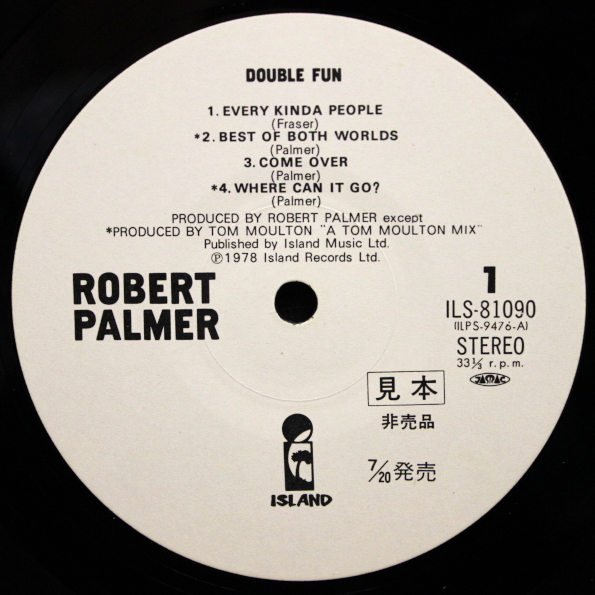 DOUBLE FUN
1. EVERY KINDA PEOPLE
(Fraser)
*2. BEST OF BOTH WORLDS
(Palmer)
3. COME OVER
(Palmer)
*4. WHERE CAN IT GO?
(Palmer)
PRODUCED BY ROBERT PALMER except
*PRODUCED BY TOM MOULTON "A TOM MOULTON MIX"
Published by Island Music Ltd.
Ⓟ1978 Island Records Ltd.
ROBERT
PALMER
1
ILS-81090
(ILPS-9476-A)
STEREO
33⅓ r.p.m.
JASRAC
見本
非売品
7/20発売
ISLAND